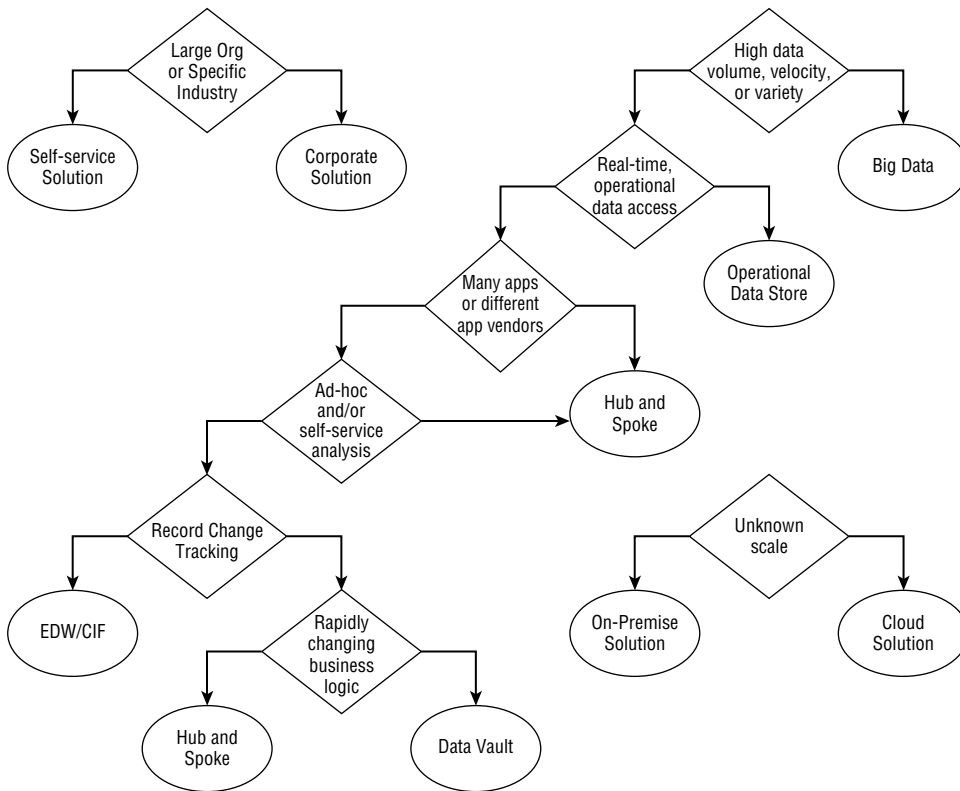 Large Org
or Specific
Industry
High data
volume, velocity,
or variety
Self-service
Solution
Corporate
Solution
Real-time,
operational
data access
Big Data
Many apps
or different
app vendors
Operational
Data Store
Ad-hoc
and/or
self-service
analysis
Hub and
Spoke
Record Change
Tracking
Unknown
scale
EDW/CIF
Rapidly
changing
business
logic
On-Premise
Solution
Cloud
Solution
Hub and
Spoke
Data Vault